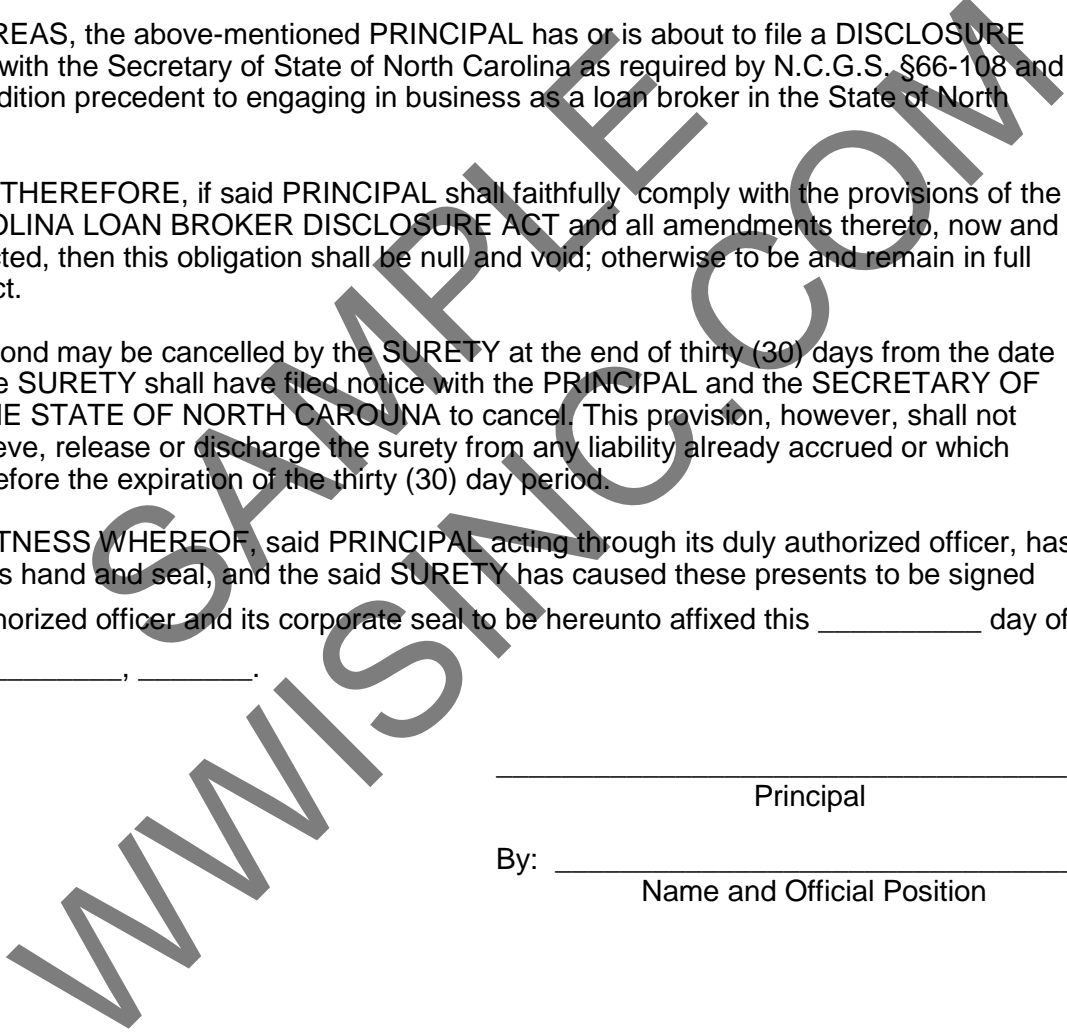 REAS, the above-mentioned PRINCIPAL has or is about to file a DISCLOSURE
with the Secretary of State of North Carolina as required by N.C.G.S. §66-108 and
dition precedent to engaging in business as a loan broker in the State of North
THEREFORE, if said PRINCIPAL shall faithfully comply with the provisions of the
OLINA LOAN BROKER DISCLOSURE ACT and all amendments thereto, now and
cted, then this obligation shall be null and void; otherwise to be and remain in full
ct.
ond may be cancelled by the SURETY at the end of thirty (30) days from the date
e SURETY shall have filed notice with the PRINCIPAL and the SECRETARY OF
HE STATE OF NORTH CAROUNA to cancel. This provision, however, shall not
eve, release or discharge the surety from any liability already accrued or which
efore the expiration of the thirty (30) day period.
TNESS WHEREOF, said PRINCIPAL acting through its duly authorized officer, has
s hand and seal, and the said SURETY has caused these presents to be signed
horized officer and its corporate seal to be hereunto affixed this __________ day of
________, _______.
Principal
By: ________________________________
Name and Official Position
SAMPLE
WWISINC.COM